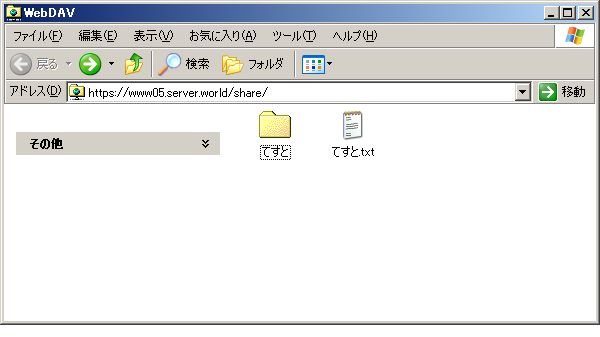 WebDAV
ファイル(F) 編集(E) 表示(V) お気に入り(A) ツール(T) ヘルプ(H)
戻る 検索 フォルダ
アドレス(D) https://www05.server.world/share/ 移動
その他
てすと てすと.txt